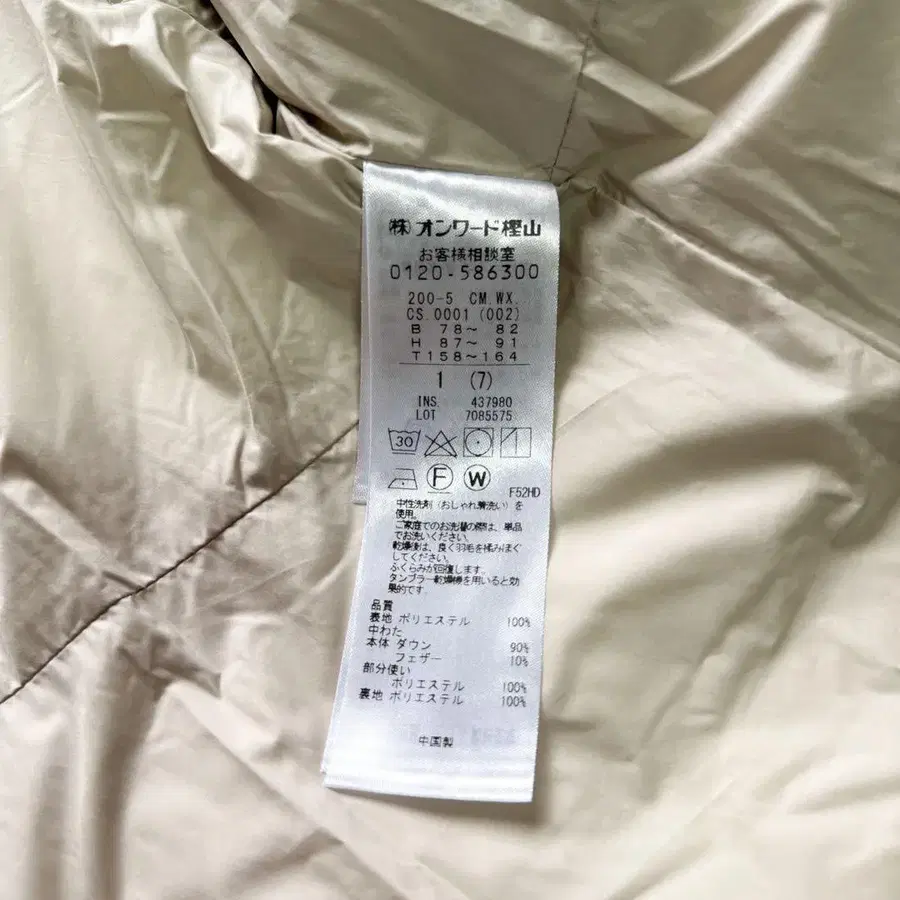 ㈱オンワード樫山
お客様相談室
0120-586300
200-5 CM.WX.
CS.0001(002)
B 78～ 82
H 87～ 91
T158～164
1 (7)
INS. 437980
LOT 7085575
30
F W
F52HD
中性洗剤（おしゃれ着洗い）を
使用。
ご家庭でのお洗濯の際は、単品
でお洗いください。
乾燥後は、良く羽毛を揉みほぐ
してください。
ふくらみが回復します。
タンブラー乾燥機を用いると効
果的です。
品質
表地 ポリエステル 100%
中わた
本体 ダウン 90%
フェザー 10%
部分使い
ポリエステル 100%
裏地 ポリエステル 100%
中国製